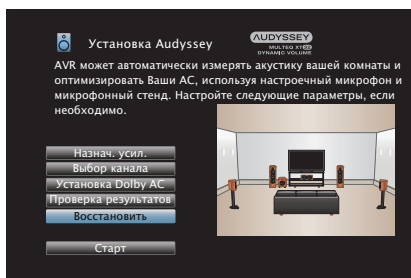 Установка Audyssey
AUDYSSEY
MULTEQ XT32
DYNAMIC VOLUME
AVR может автоматически измерять акустику вашей комнаты и
оптимизировать Ваши АС, используя настроечный микрофон и
микрофонный стенд. Настройте следующие параметры, если
необходимо.
Назнач. усил.
Выбор канала
Установка Dolby АС
Проверка результатов
Восстановить
Старт